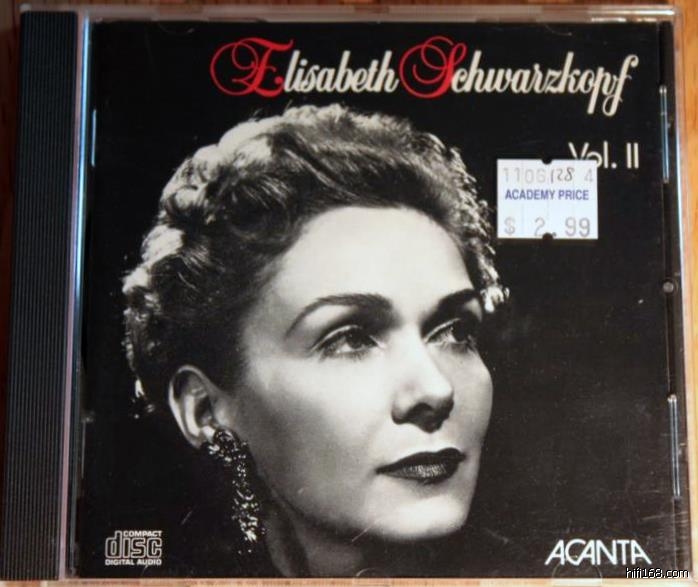 Elisabeth Schwarzkopf
Vol. II
1106128 4
ACADEMY PRICE
$ 2.99
COMPACT
disc
DIGITAL AUDIO
ACANTA
hifi168.com